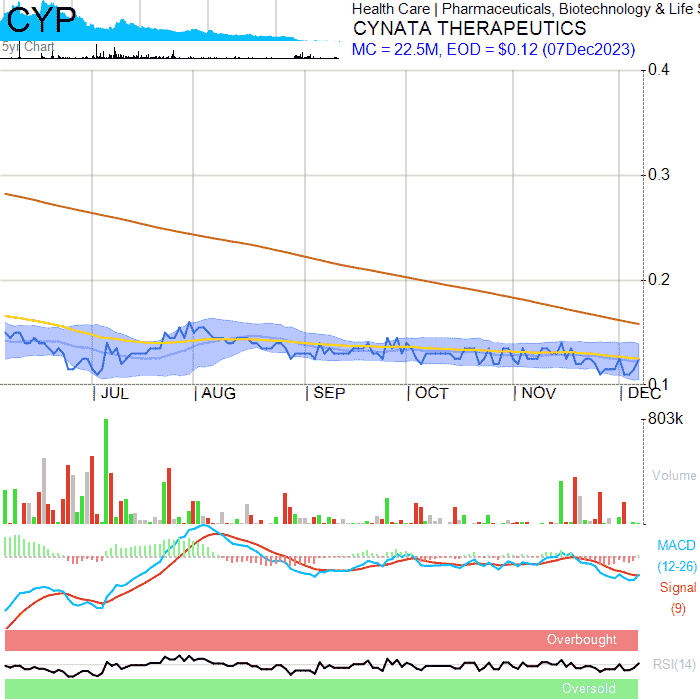 CYP
5yr Chart
Health Care | Pharmaceuticals, Biotechnology & Life
CYNATA THERAPEUTICS
MC = 22.5M, EOD = $0.12 (07Dec2023)
0.4
0.3
0.2
0.1
| JUL | AUG | SEP | OCT | NOV | DEC
803k
Volume
MACD
(12-26)
Signal
(9)
Overbought
RSI(14)
Oversold